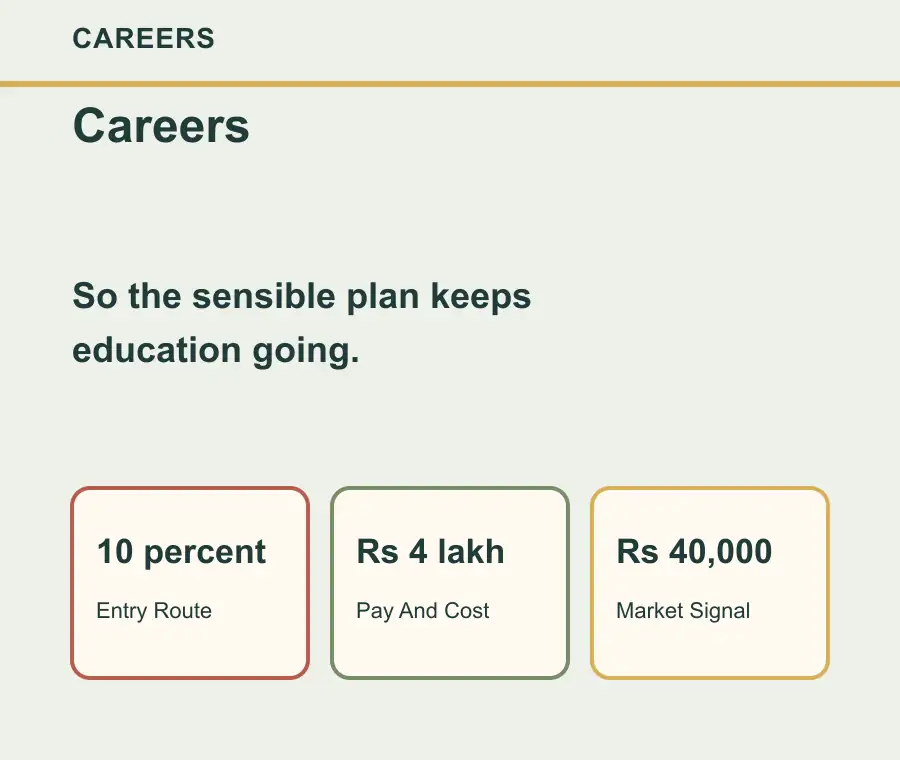 CAREERS
Careers
So the sensible plan keeps
education going.
10 percent
Entry Route
Rs 4 lakh
Pay And Cost
Rs 40,000
Market Signal